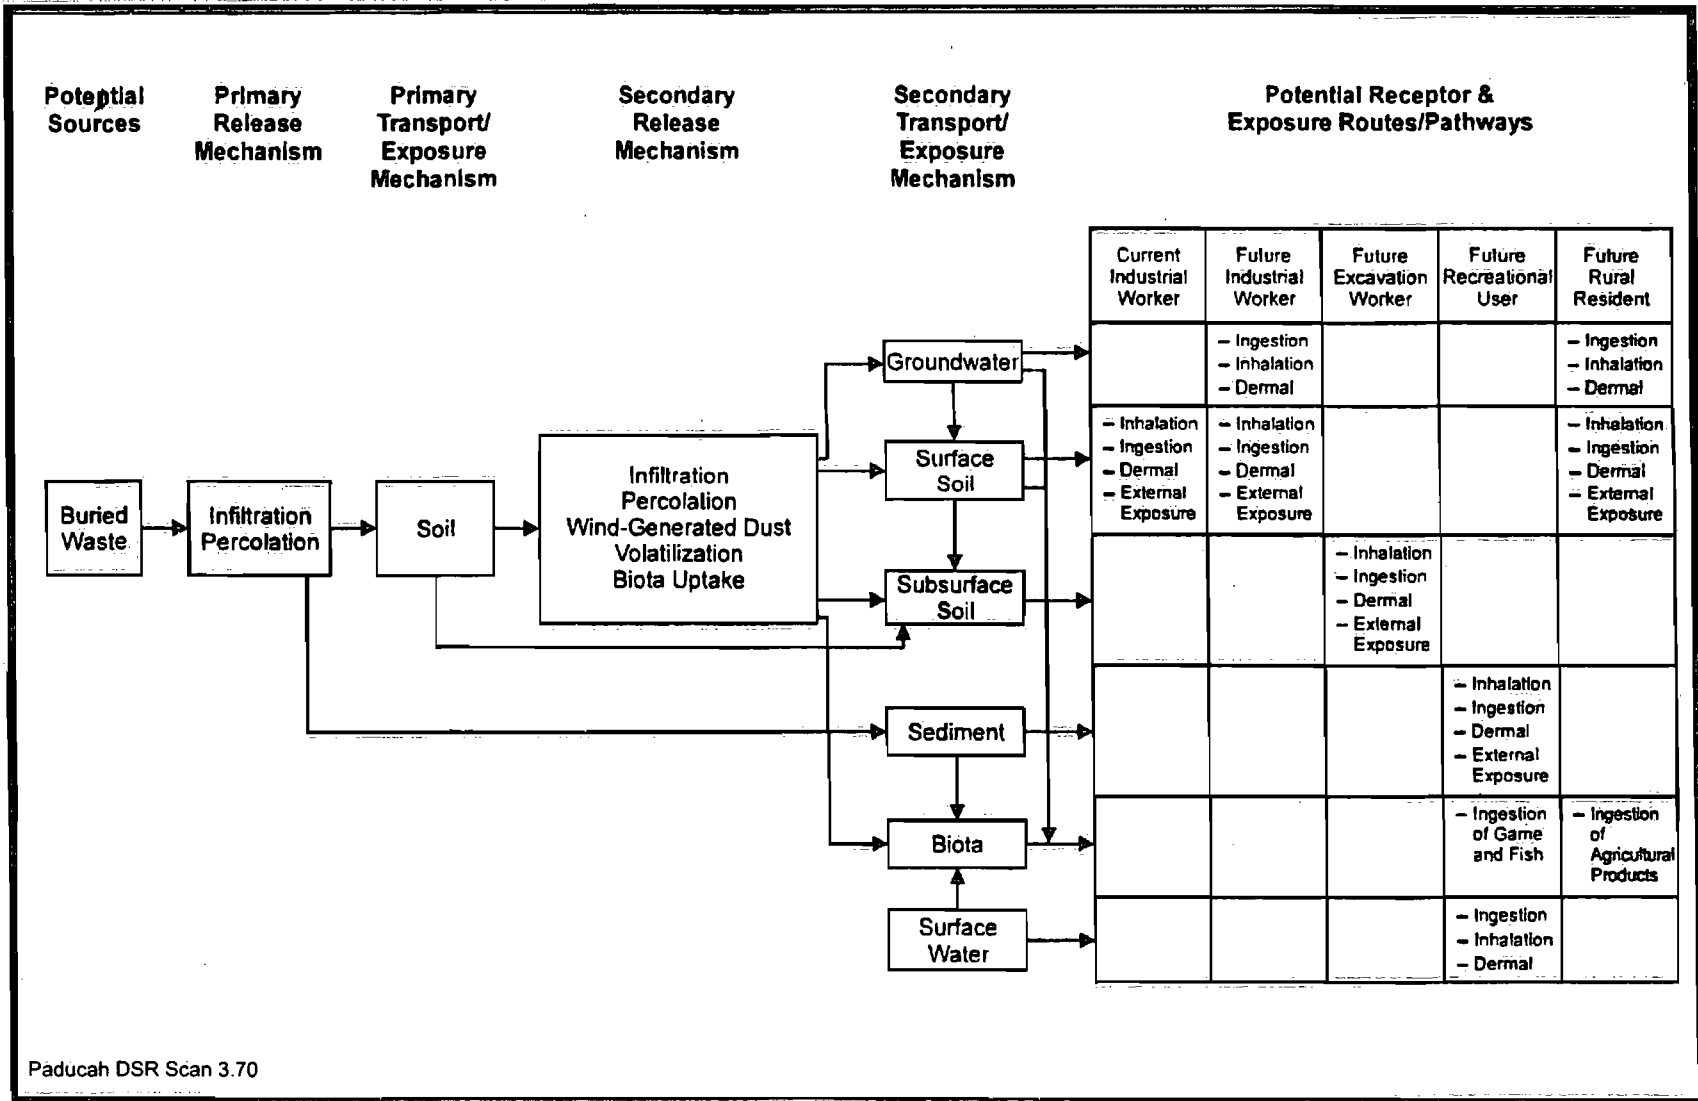 Potential
Sources
Primary
Release
Mechanism
Primary
Transport/
Exposure
Mechanism
Secondary
Release
Mechanism
Secondary
Transport/
Exposure
Mechanism
Potential Receptor &
Exposure Routes/Pathways
Current
Industrial
Worker
Future
Industrial
Worker
Future
Excavation
Worker
Future
Recreational
User
Future
Rural
Resident
Buried
Waste
Infiltration
Percolation
Soil
Infiltration
Percolation
Wind-Generated Dust
Volatilization
Biota Uptake
Groundwater
– Ingestion
– Inhalation
– Dermal
– Ingestion
– Inhalation
– Dermal
Surface
Soil
– Inhalation
– Ingestion
– Dermal
– External
Exposure
– Inhalation
– Ingestion
– Dermal
– External
Exposure
– Inhalation
– Ingestion
– Dermal
– External
Exposure
Subsurface
Soil
– Inhalation
– Ingestion
– Dermal
– External
Exposure
Sediment
– Inhalation
– Ingestion
– Dermal
– External
Exposure
Biota
– Ingestion
of Game
and Fish
– Ingestion
of
Agricultural
Products
Surface
Water
– Ingestion
– Inhalation
– Dermal
Paducah DSR Scan 3.70